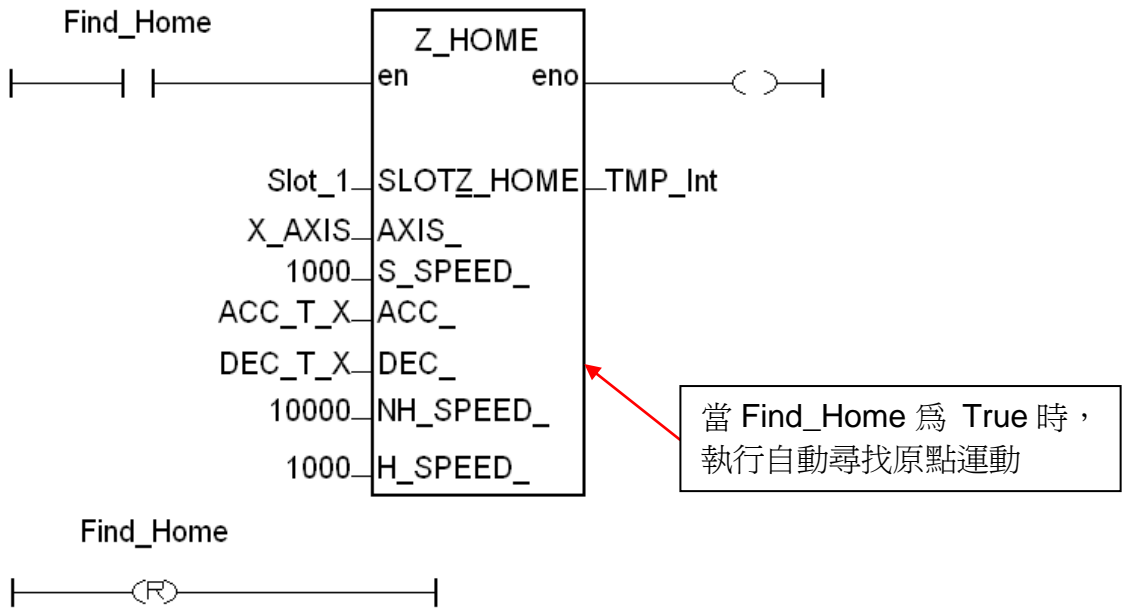 Find_Home
Z_HOME
en eno
Slot_1 SLOTZ_HOME TMP_Int
X_AXIS AXIS_
1000 S_SPEED_
ACC_T_X ACC_
DEC_T_X DEC_
10000 NH_SPEED_
1000 H_SPEED_
當 Find_Home 爲 True 時，
執行自動尋找原點運動
Find_Home
R